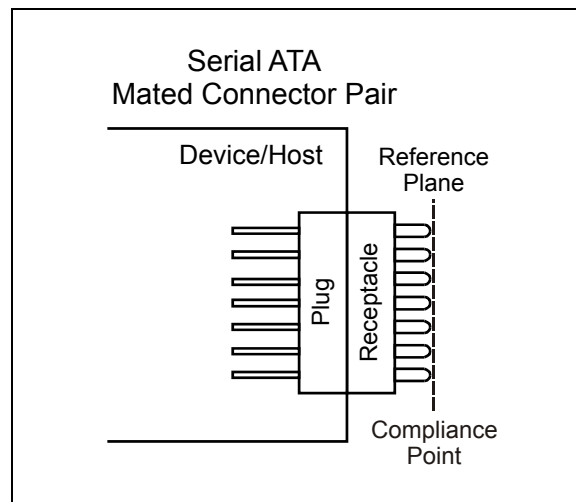 Serial ATA
Mated Connector Pair
Device/Host
Reference
Plane
Plug
Receptacle
Compliance
Point